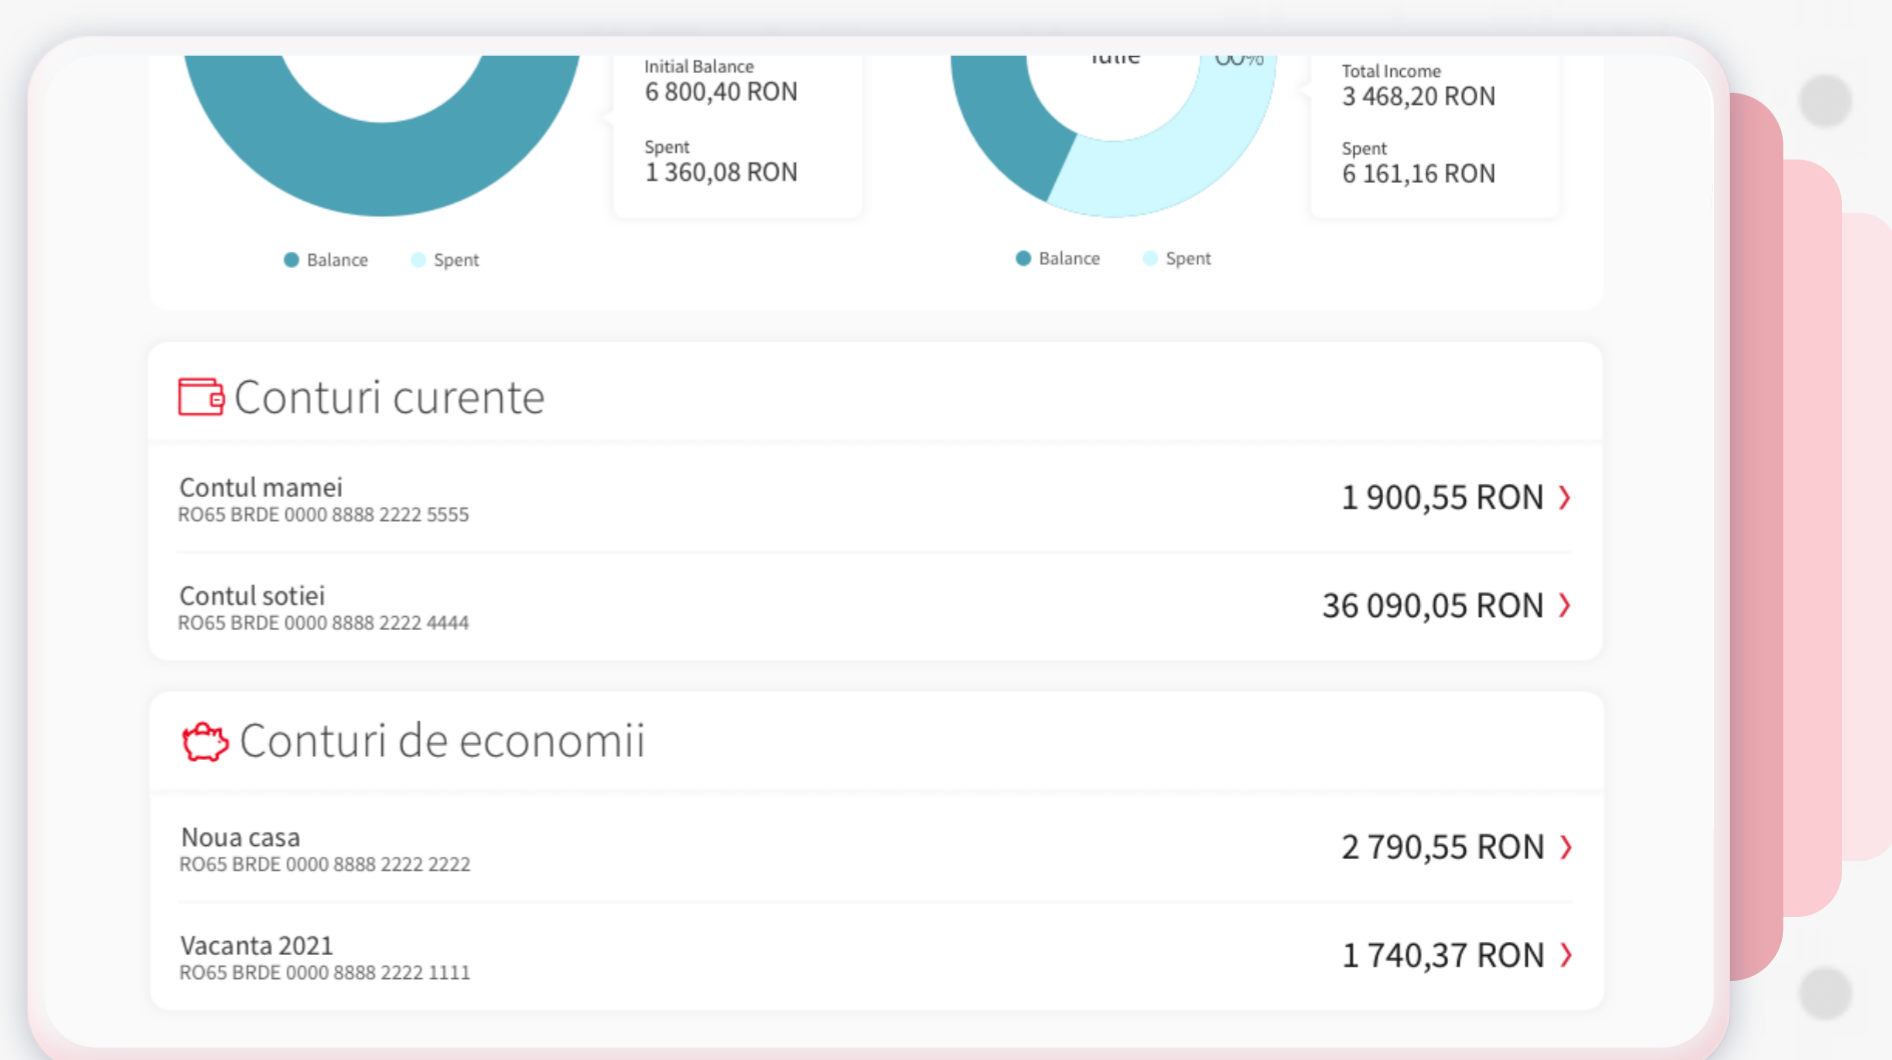 Initial Balance
6 800,40 RON
Spent
1 360,08 RON
Balance
Spent
Iulie
Total Income
3 468,20 RON
Spent
6 161,16 RON
Balance
Spent
Conturi curente
Contul mamei
RO65 BRDE 0000 8888 2222 5555
1 900,55 RON
Contul sotiei
RO65 BRDE 0000 8888 2222 4444
36 090,05 RON
Conturi de economii
Noua casa
RO65 BRDE 0000 8888 2222 2222
2 790,55 RON
Vacanta 2021
RO65 BRDE 0000 8888 2222 1111
1 740,37 RON